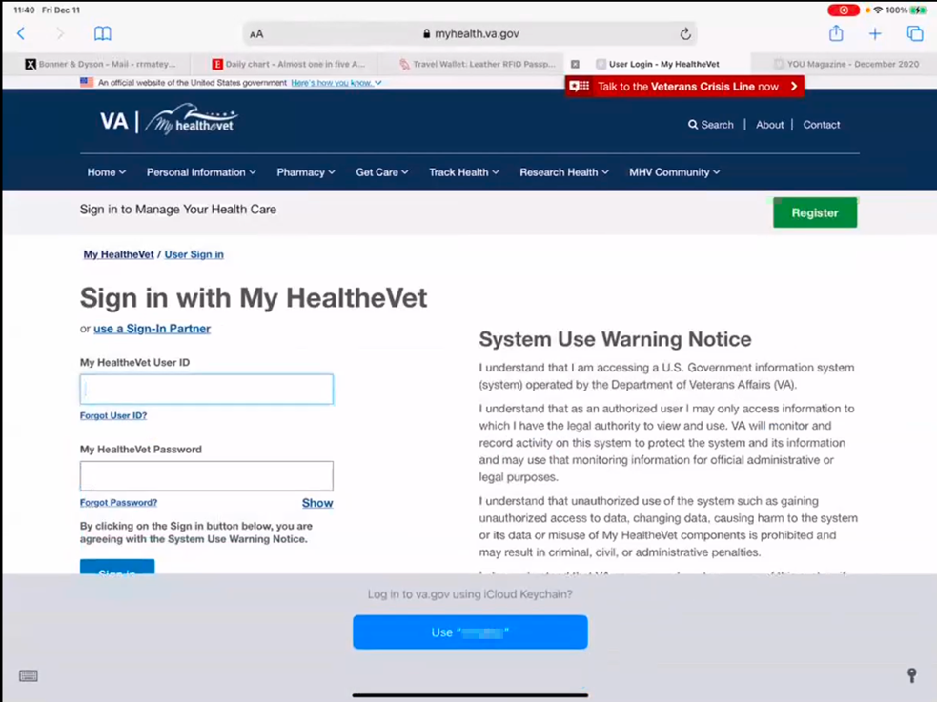 11:40 Fri Dec 11
100%
AA
myhealth.va.gov
Bonner & Dyson - Mail - rrmatey...
Daily chart - Almost one in five A...
Travel Wallet: Leather RFID Passp...
User Login - My HealtheVet
YOU Magazine - December 2020
An official website of the United States government Here's how you know.
Talk to the Veterans Crisis Line now
VA
My healthevet
Search | About | Contact
Home
Personal Information
Pharmacy
Get Care
Track Health
Research Health
MHV Community
Sign in to Manage Your Health Care
Register
My HealtheVet / User Sign in
Sign in with My HealtheVet
or use a Sign-In Partner
My HealtheVet User ID
Forgot User ID?
My HealtheVet Password
Forgot Password?
Show
By clicking on the Sign in button below, you are
agreeing with the System Use Warning Notice.
Sign in
System Use Warning Notice
I understand that I am accessing a U.S. Government information system
(system) operated by the Department of Veterans Affairs (VA).
I understand that as an authorized user I may only access information to
which I have the legal authority to view and use. VA will monitor and
record activity on this system to protect the system and its information
and may use that monitoring information for official administrative or
legal purposes.
I understand that unauthorized use of the system such as gaining
unauthorized access to data, changing data, causing harm to the system
or its data or misuse of My HealtheVet components is prohibited and
may result in criminal, civil, or administrative penalties.
Log in to va.gov using iCloud Keychain?
Use "
"